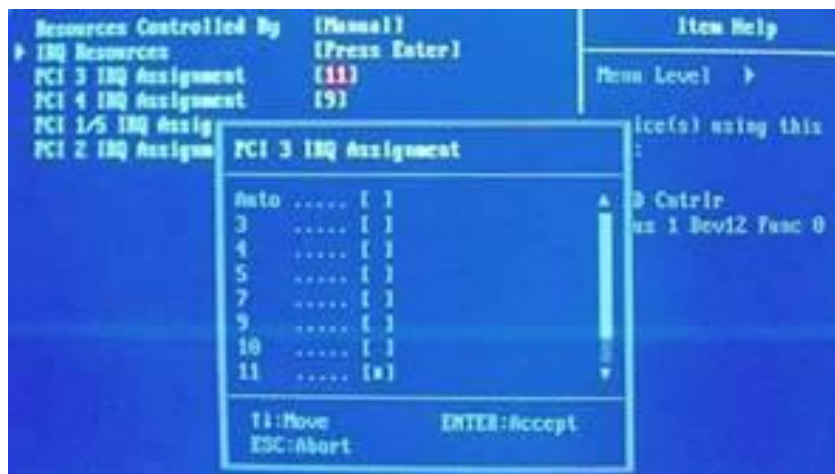 Resources Controlled By [Manual]
IRQ Resources [Press Enter]
PCI 3 IRQ Assignment [11]
PCI 4 IRQ Assignment [9]
PCI 1/5 IRQ Assig
PCI 2 IRQ Assignm
Item Help
Menu Level
ice(s) using this
:
Cntrlr
us 1 Dev12 Func 0
PCI 3 IRQ Assignment
Auto ..... [ ]
3 ..... [ ]
4 ..... [ ]
5 ..... [ ]
7 ..... [ ]
9 ..... [ ]
10 ..... [ ]
11 ..... [■]
↑↓:Move ENTER:Accept
ESC:Abort